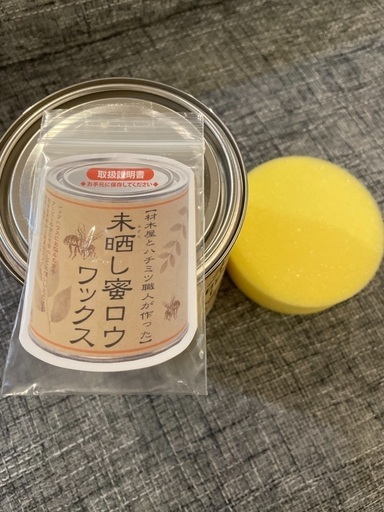 取扱説明書
◆お手元に保存してください◆
【材木屋とハチミツ職人が作った】
未晒し蜜ロウ
ワックス